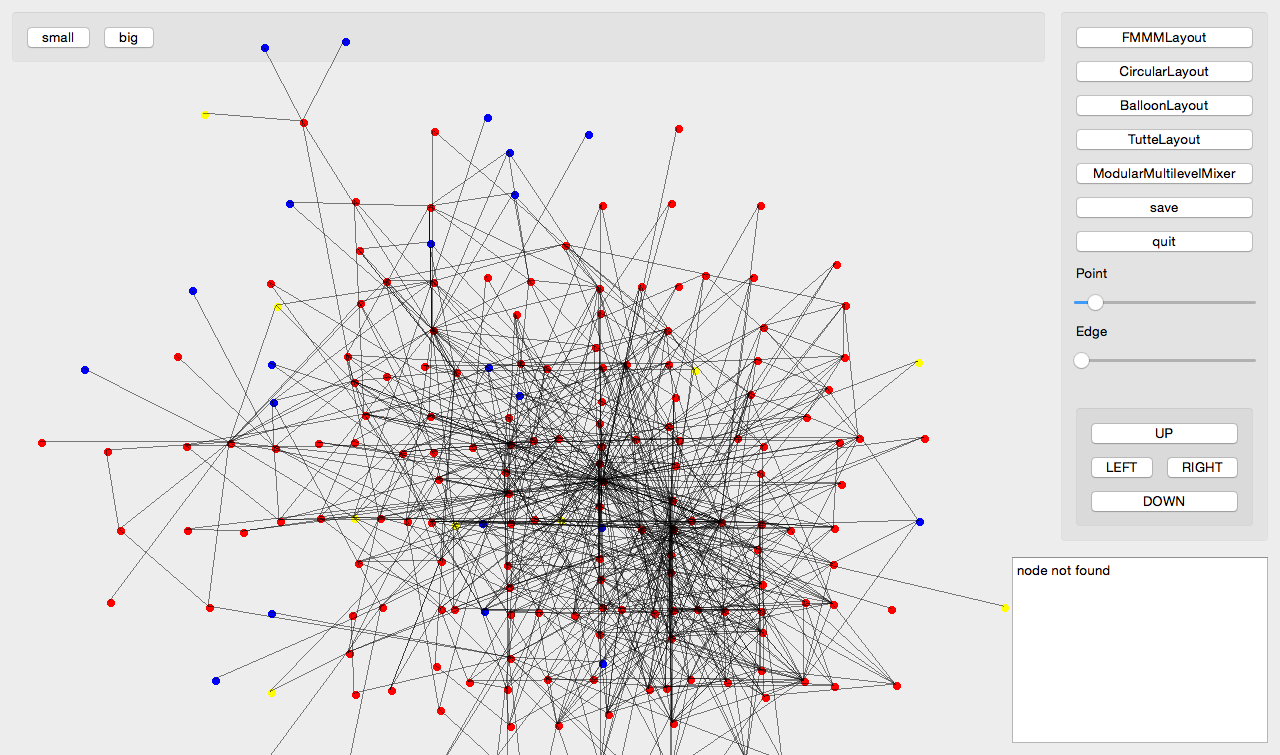 small
big
FMMMLayout
CircularLayout
BalloonLayout
TutteLayout
ModularMultilevelMixer
save
quit
Point
Edge
UP
LEFT
RIGHT
DOWN
node not found